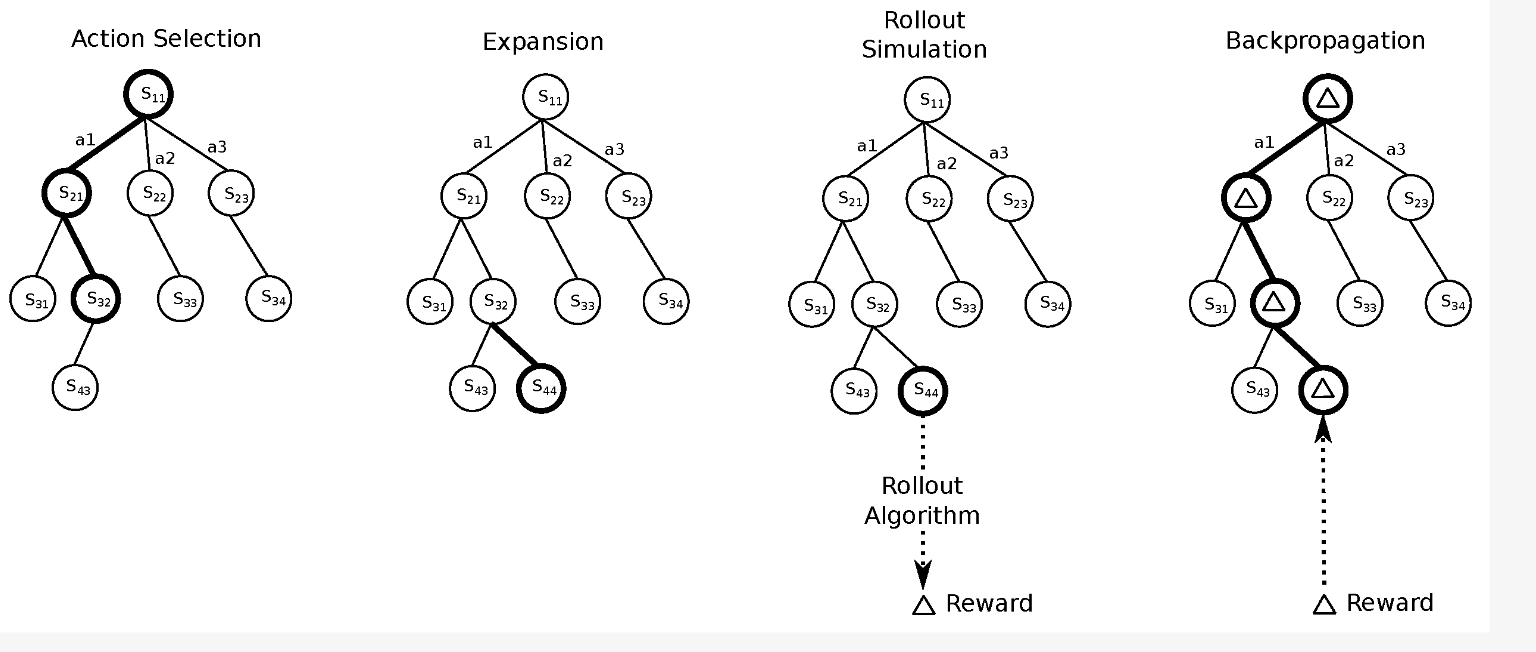 Action Selection
S11
a1
a2
a3
S21
S22
S23
S31
S32
S33
S34
S43
Expansion
S11
a1
a2
a3
S21
S22
S23
S31
S32
S33
S34
S43
S44
Rollout
Simulation
S11
a1
a2
a3
S21
S22
S23
S31
S32
S33
S34
S43
S44
Rollout
Algorithm
Reward
Backpropagation
a1
a2
a3
S22
S23
S31
S33
S34
S43
Reward